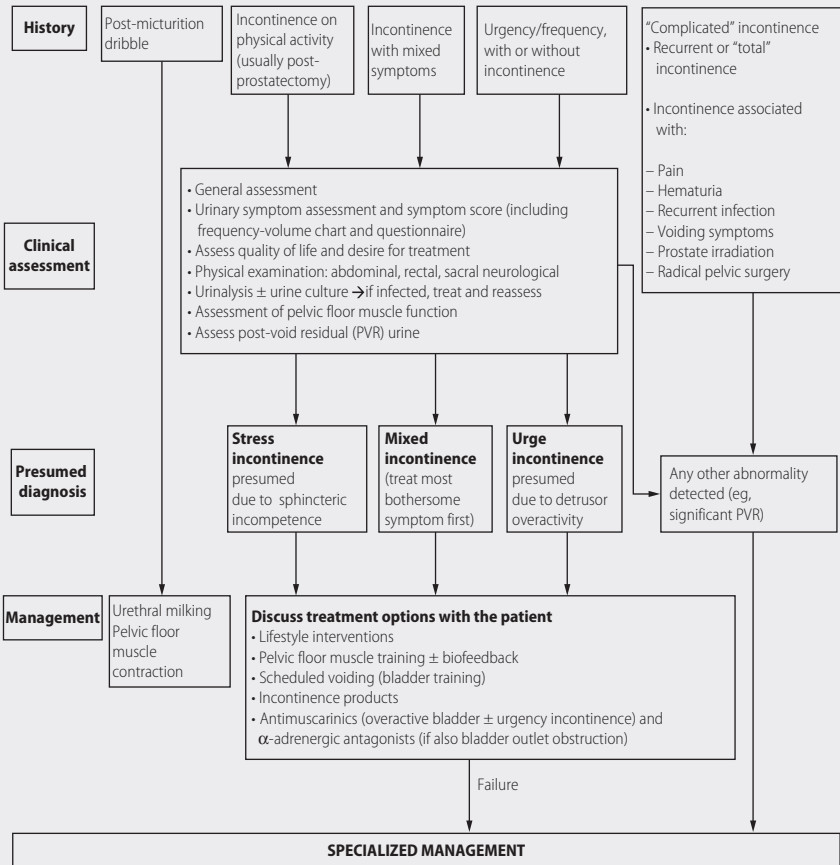 History
Post-micturition
dribble
Incontinence on
physical activity
(usually post-
prostatectomy)
Incontinence
with mixed
symptoms
Urgency/frequency,
with or without
incontinence
“Complicated” incontinence
• Recurrent or “total”
incontinence
• Incontinence associated
with:
– Pain
– Hematuria
– Recurrent infection
– Voiding symptoms
– Prostate irradiation
– Radical pelvic surgery
Clinical
assessment
• General assessment
• Urinary symptom assessment and symptom score (including
frequency-volume chart and questionnaire)
• Assess quality of life and desire for treatment
• Physical examination: abdominal, rectal, sacral neurological
• Urinalysis ± urine culture → if infected, treat and reassess
• Assessment of pelvic floor muscle function
• Assess post-void residual (PVR) urine
Presumed
diagnosis
Stress
incontinence
presumed
due to sphincteric
incompetence
Mixed
incontinence
(treat most
bothersome
symptom first)
Urge
incontinence
presumed
due to detrusor
overactivity
Any other abnormality
detected (eg,
significant PVR)
Management
Urethral milking
Pelvic floor
muscle
contraction
Discuss treatment options with the patient
• Lifestyle interventions
• Pelvic floor muscle training ± biofeedback
• Scheduled voiding (bladder training)
• Incontinence products
• Antimuscarinics (overactive bladder ± urgency incontinence) and
α-adrenergic antagonists (if also bladder outlet obstruction)
Failure
SPECIALIZED MANAGEMENT